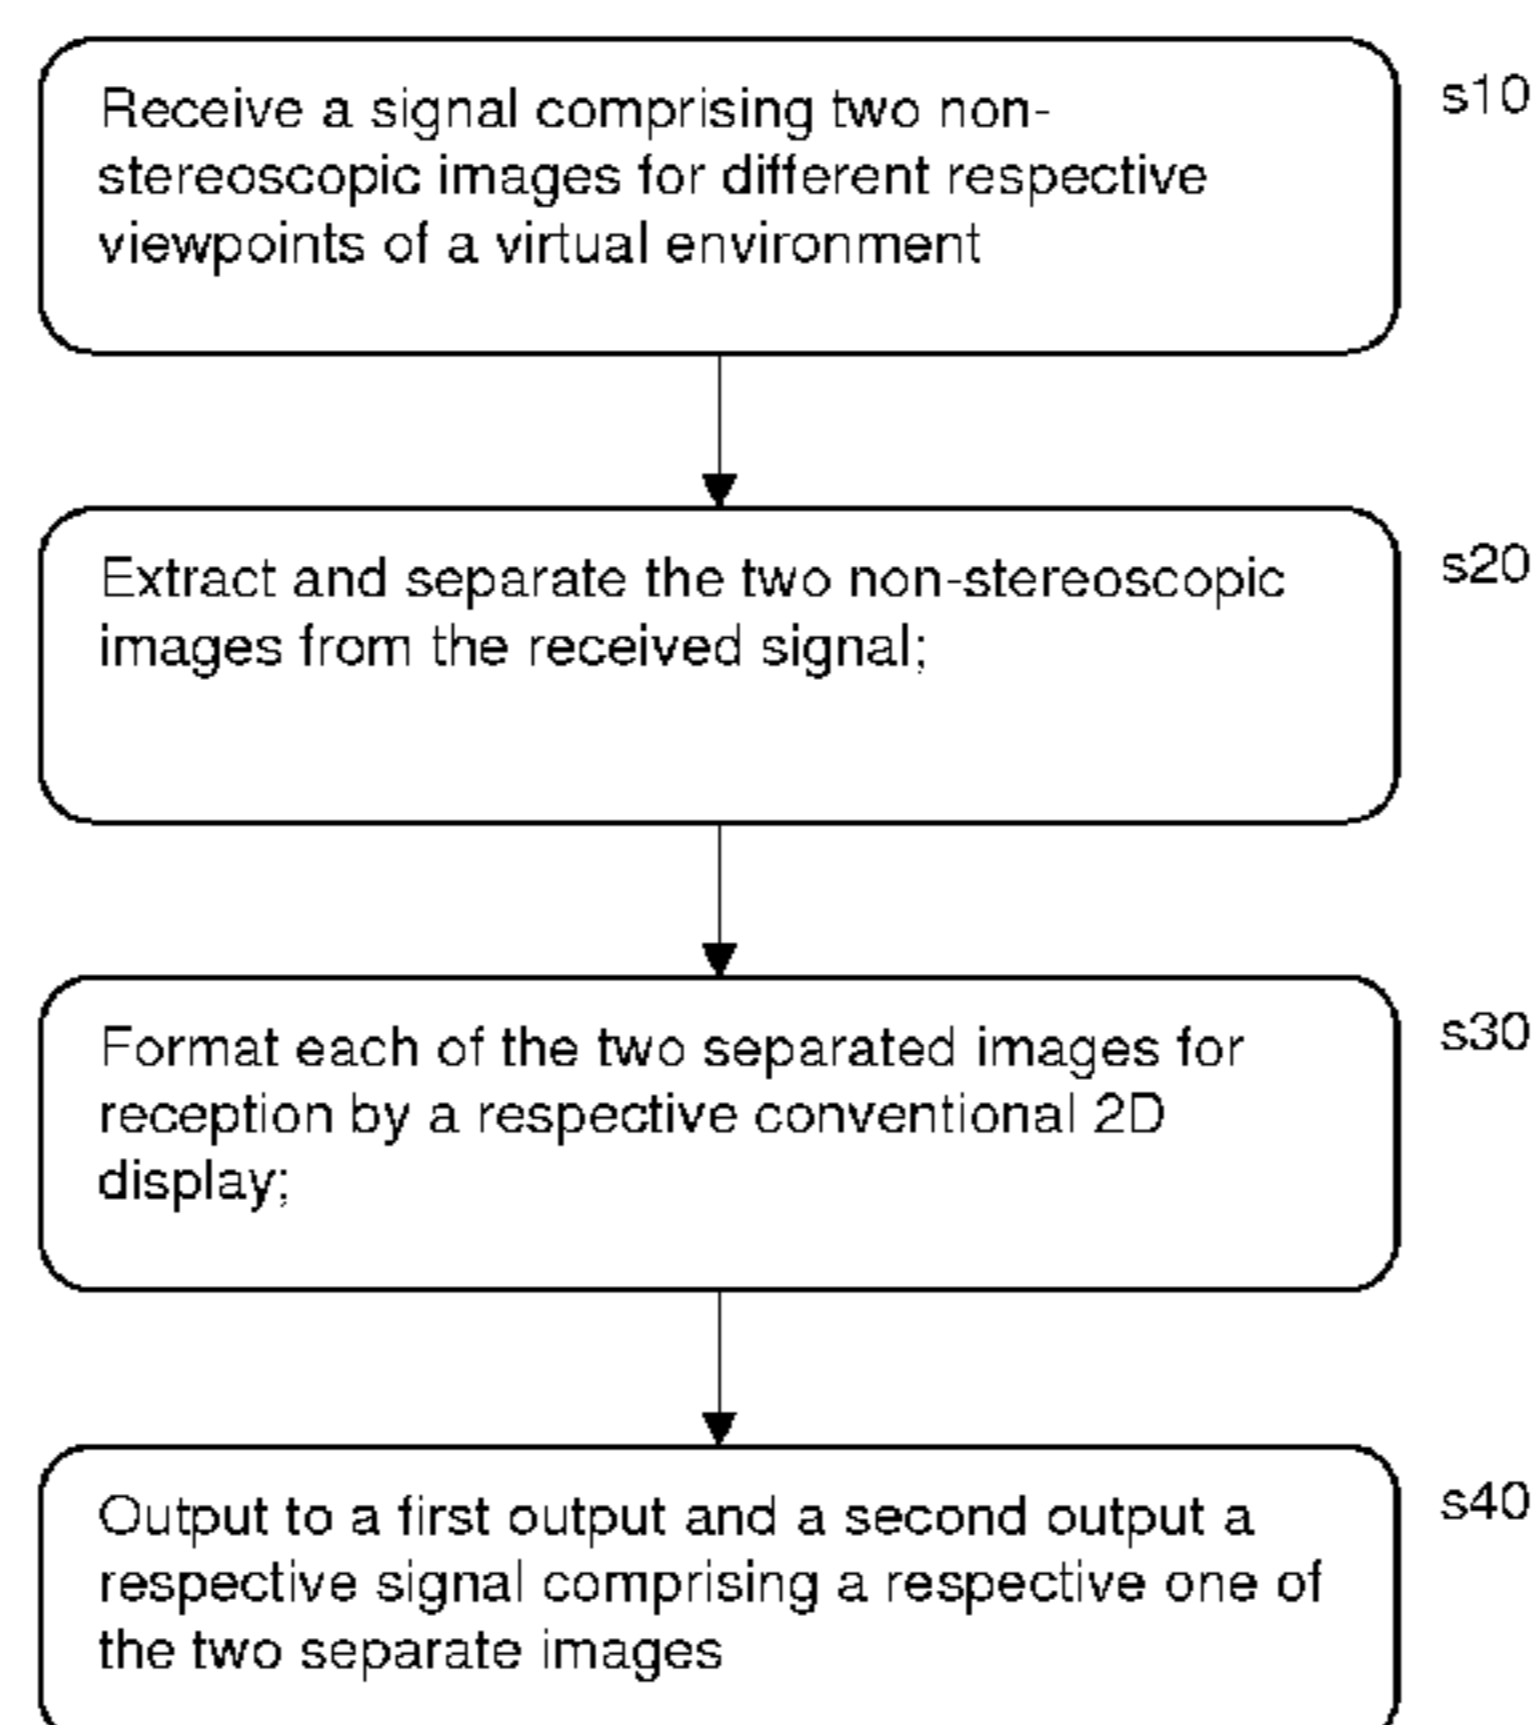 Receive a signal comprising two non-
s10
stereoscopic images for different respective
viewpoints of a virtual environment
Extract and separate the two non-stereoscopic
s20
images from the received signal;
Format each of the two separated images for
s30
reception by a respective conventional 2D
display;
Output to a first output and a second output a
s40
respective signal comprising a respective one of
the two separate images